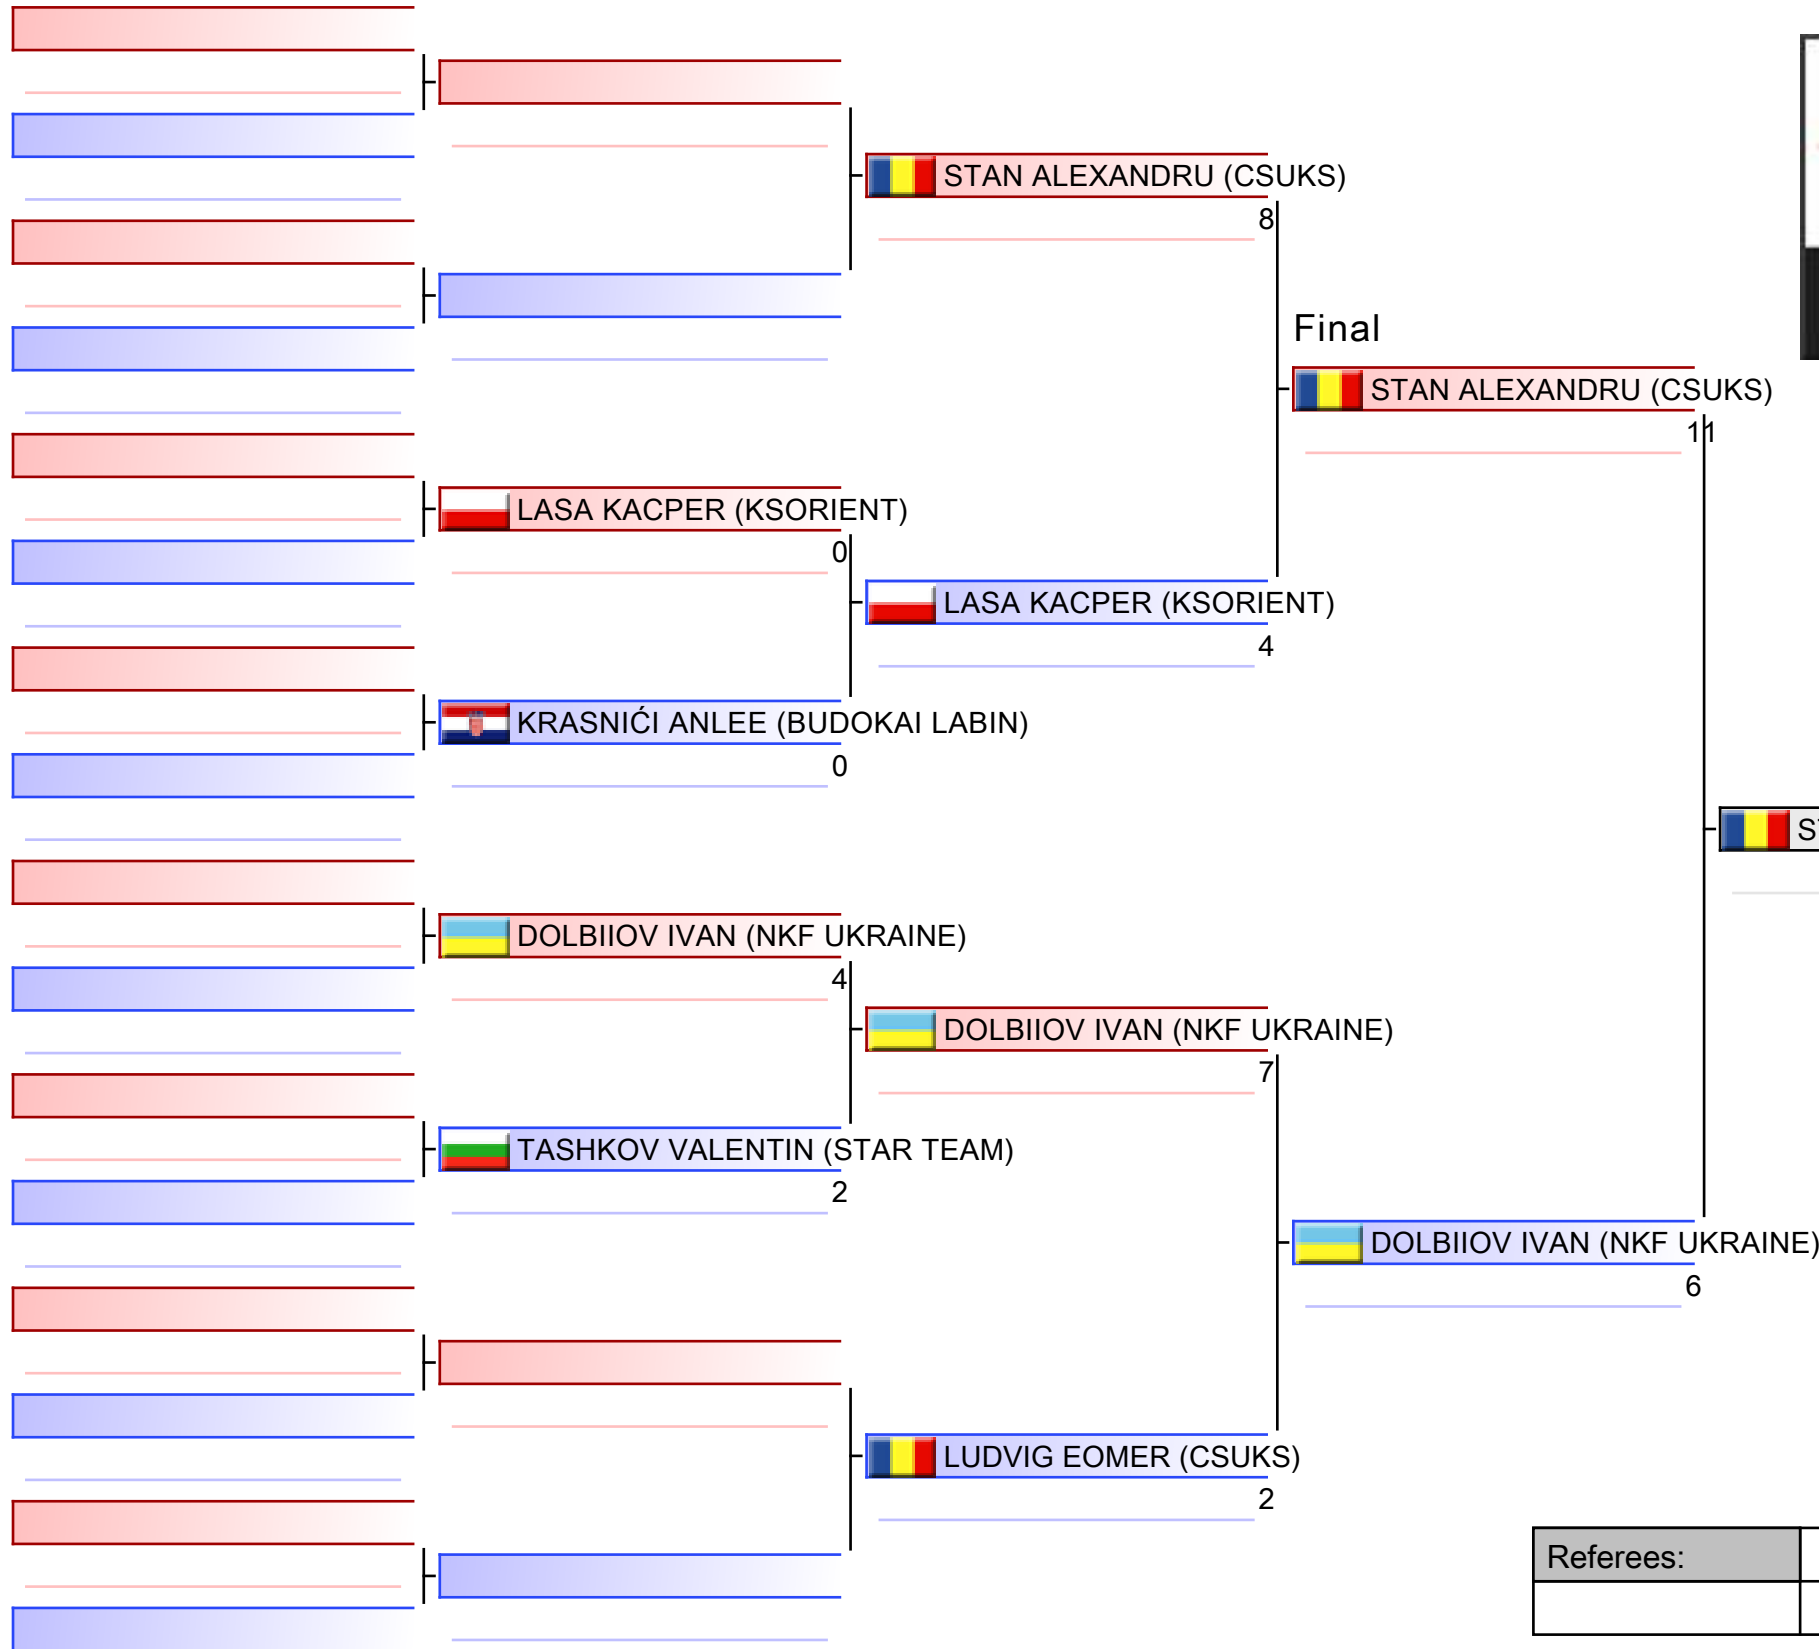 STAN ALEXANDRU (CSUKS)
8
Final
STAN ALEXANDRU (CSUKS)
11
LASA KACPER (KSORIENT)
0
LASA KACPER (KSORIENT)
4
KRASNIĆI ANLEE (BUDOKAI LABIN)
0
DOLBIIOV IVAN (NKF UKRAINE)
4
DOLBIIOV IVAN (NKF UKRAINE)
7
TASHKOV VALENTIN (STAR TEAM)
2
DOLBIIOV IVAN (NKF UKRAINE)
6
LUDVIG EOMER (CSUKS)
2
Referees: